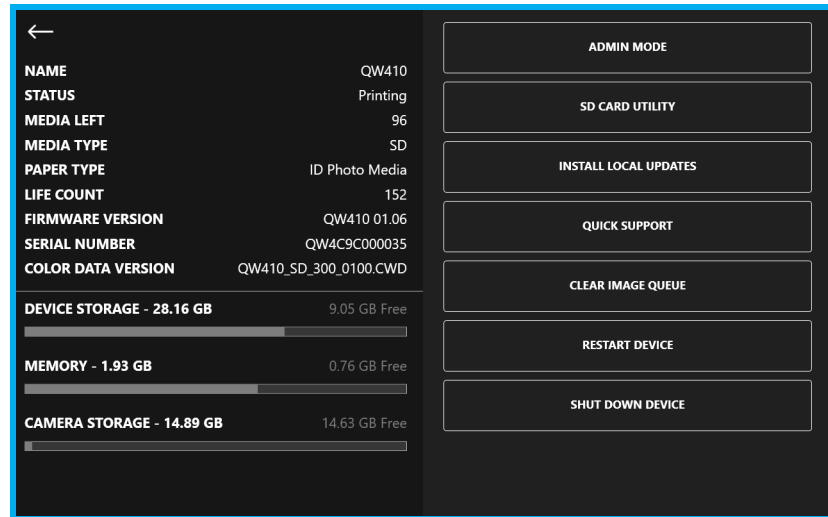 NAME QW410
STATUS Printing
MEDIA LEFT 96
MEDIA TYPE SD
PAPER TYPE ID Photo Media
LIFE COUNT 152
FIRMWARE VERSION QW410 01.06
SERIAL NUMBER QW4C9C000035
COLOR DATA VERSION QW410_SD_300_0100.CWD
DEVICE STORAGE - 28.16 GB 9.05 GB Free
MEMORY - 1.93 GB 0.76 GB Free
CAMERA STORAGE - 14.89 GB 14.63 GB Free
ADMIN MODE
SD CARD UTILITY
INSTALL LOCAL UPDATES
QUICK SUPPORT
CLEAR IMAGE QUEUE
RESTART DEVICE
SHUT DOWN DEVICE